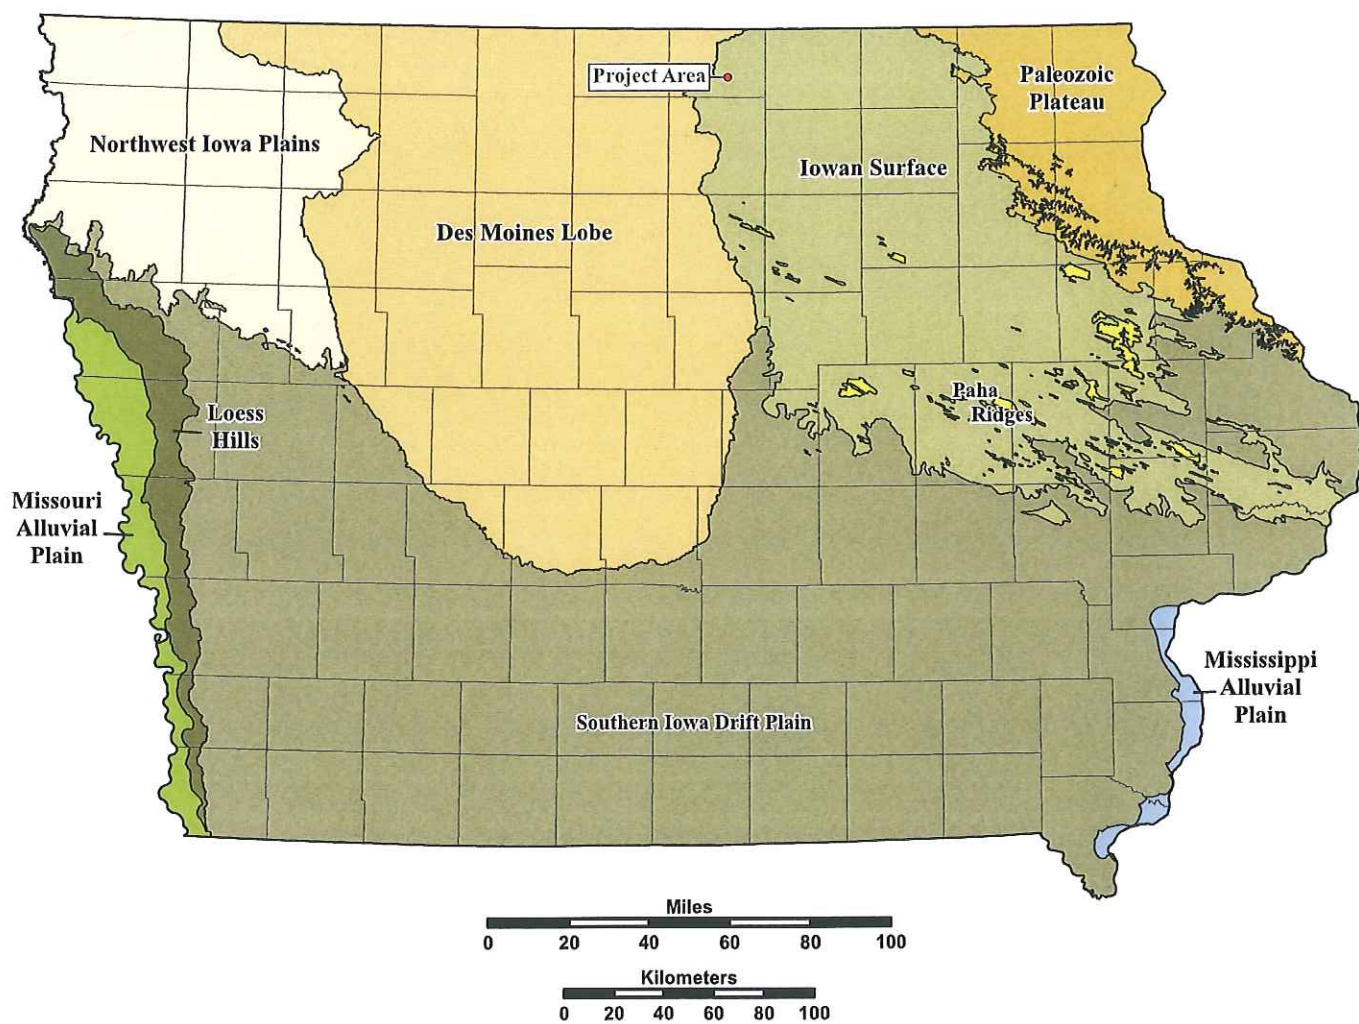 Project Area
Paleozoic
Plateau
Northwest Iowa Plains
Iowan Surface
Des Moines Lobe
Paha
Ridges
Loess
Hills
Missouri
Alluvial
Plain
Mississippi
Alluvial
Plain
Southern Iowa Drift Plain
Miles
0 20 40 60 80 100
Kilometers
0 20 40 60 80 100